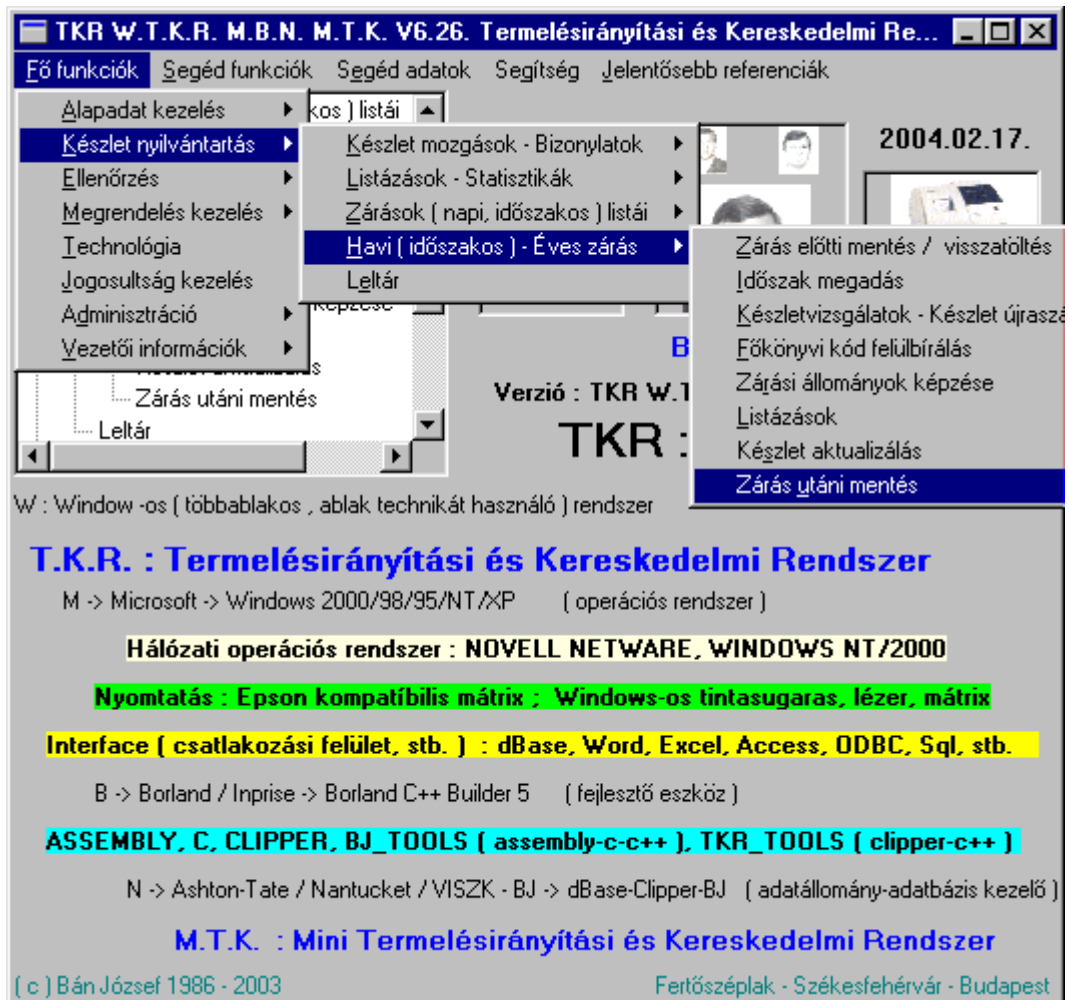 TKR W.T.K.R. M.B.N. M.T.K. V6.26. Termelésirányítási és Kereskedelmi Re...
Fő funkciók Segéd funkciók Segéd adatok Segítség Jelentősebb referenciák
Alapadat kezelés
Készlet nyilvántartás
Ellenőrzés
Megrendelés kezelés
Technológia
Jogosultság kezelés
Adminisztráció
Vezetői információk
kos ) listái
Készlet mozgások - Bizonylatok
Listázások - Statisztikák
Zárások ( napi, időszakos ) listái
Havi ( időszakos ) - Éves zárás
Leltár
2004.02.17.
Zárás előtti mentés / visszatöltés
Időszak megadás
Készletvizsgálatok - Készlet újraszá
Főkönyvi kód felülbírálás
Zárási állományok képzése
Listázások
Készlet aktualizálás
Zárás utáni mentés
Zárás utáni mentés
Leltár
B
Verzió : TKR W.T
TKR :
W : Window -os ( többablakos , ablak technikát használó ) rendszer
T.K.R. : Termelésirányítási és Kereskedelmi Rendszer
M -> Microsoft -> Windows 2000/98/95/NT/XP ( operációs rendszer )
Hálózati operációs rendszer : NOVELL NETWARE, WINDOWS NT/2000
Nyomtatás : Epson kompatíbilis mátrix ; Windows-os tintasugaras, lézer, mátrix
Interface ( csatlakozási felület, stb. ) : dBase, Word, Excel, Access, ODBC, Sql, stb.
B -> Borland / Inprise -> Borland C++ Builder 5 ( fejlesztő eszköz )
ASSEMBLY, C, CLIPPER, BJ_TOOLS ( assembly-c-c++ ), TKR_TOOLS ( clipper-c++ )
N -> Ashton-Tate / Nantucket / VISZK - BJ -> dBase-Clipper-BJ ( adatállomány-adatbázis kezelő )
M.T.K. : Mini Termelésirányítási és Kereskedelmi Rendszer
( c ) Bán József 1986 - 2003 Fertőszéplak - Székesfehérvár - Budapest